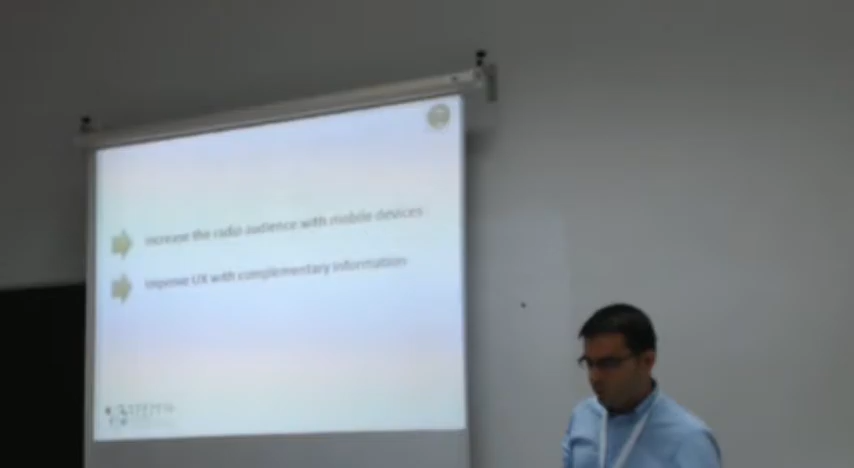 Increase the radio audience with mobile devices
Improve UX with complementary information